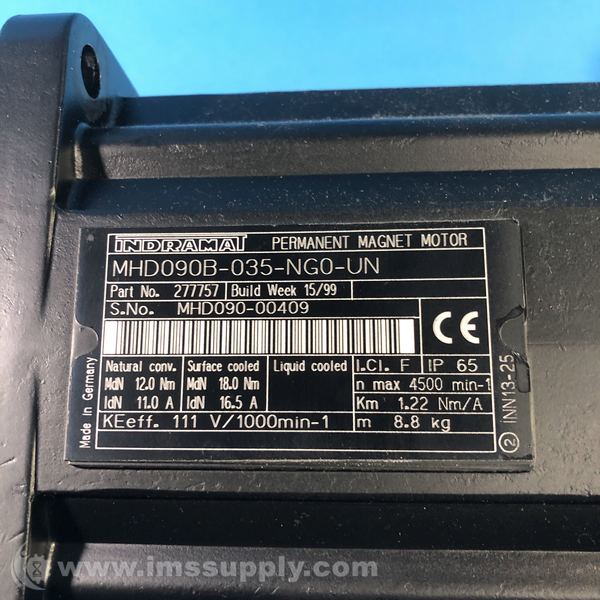 INDRAMAT PERMANENT MAGNET MOTOR
MHD090B-035-NG0-UN
Part No. 277757 Build Week 15/99
S.No. MHD090-00409
CE
Natural conv. Surface cooled Liquid cooled I.Cl. F IP 65
MdN 12.0 Nm MdN 18.0 Nm n max 4500 min-1
IdN 11.0 A IdN 16.5 A Km 1.22 Nm/A
KEeff. 111 V/1000min-1 m 8.8 kg
Made in Germany
2 INN13-25
www.imssupply.com